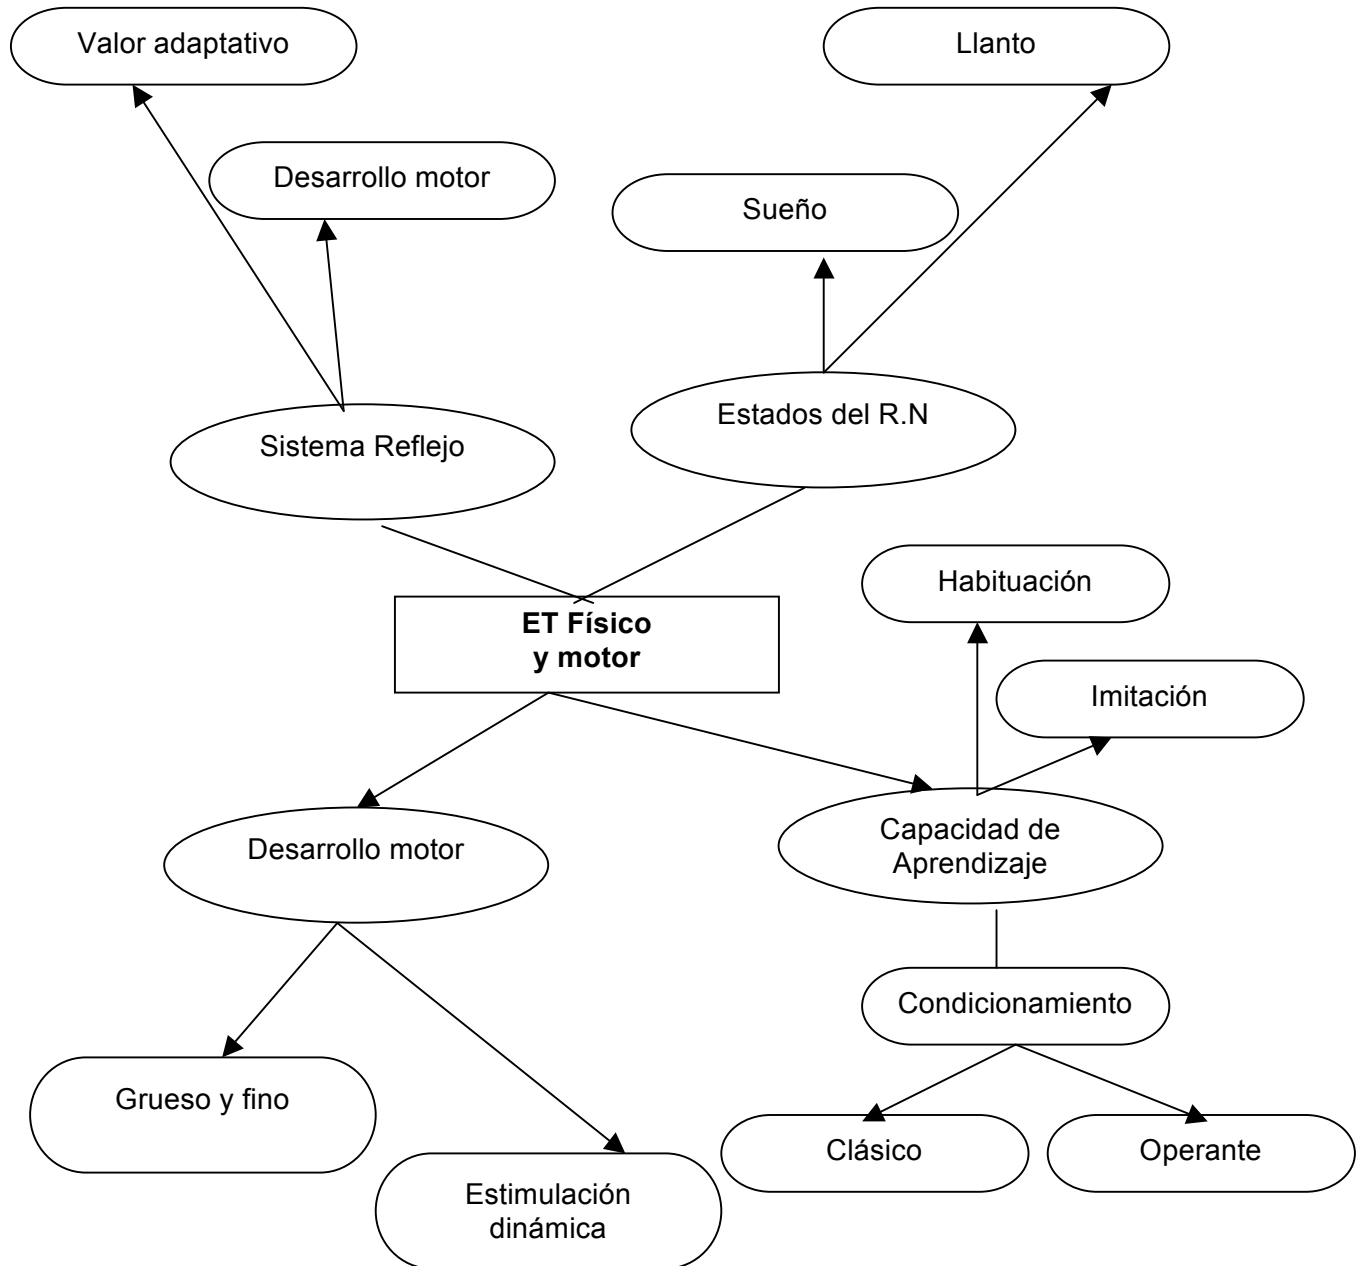 Valor adaptativo
Llanto
Desarrollo motor
Sueño
Estados del R.N
Sistema Reflejo
Habituación
ET Físico
y motor
Imitación
Capacidad de
Aprendizaje
Desarrollo motor
Condicionamiento
Grueso y fino
Clásico
Operante
Estimulación
dinámica